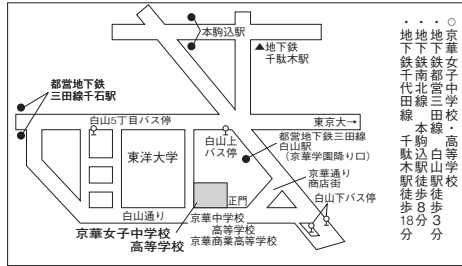 ○京華女子中学校・高等学校
・地下鉄三田線 白山駅徒歩3分
・地下鉄南北線本駒込駅徒歩8分
・地下鉄千代田線 千駄木駅徒歩18分
本駒込駅
▲地下鉄
千駄木駅
都営地下鉄
三田線千石駅
白山5丁目バス停
東京大→
白山上
バス停
都営地下鉄三田線
白山駅
(京華学園降り口)
東洋大学
京華通り
商店街
正門
白山下バス停
白山通り
京華女子中学校
高等学校
京華中学校
高等学校
京華商業高等学校